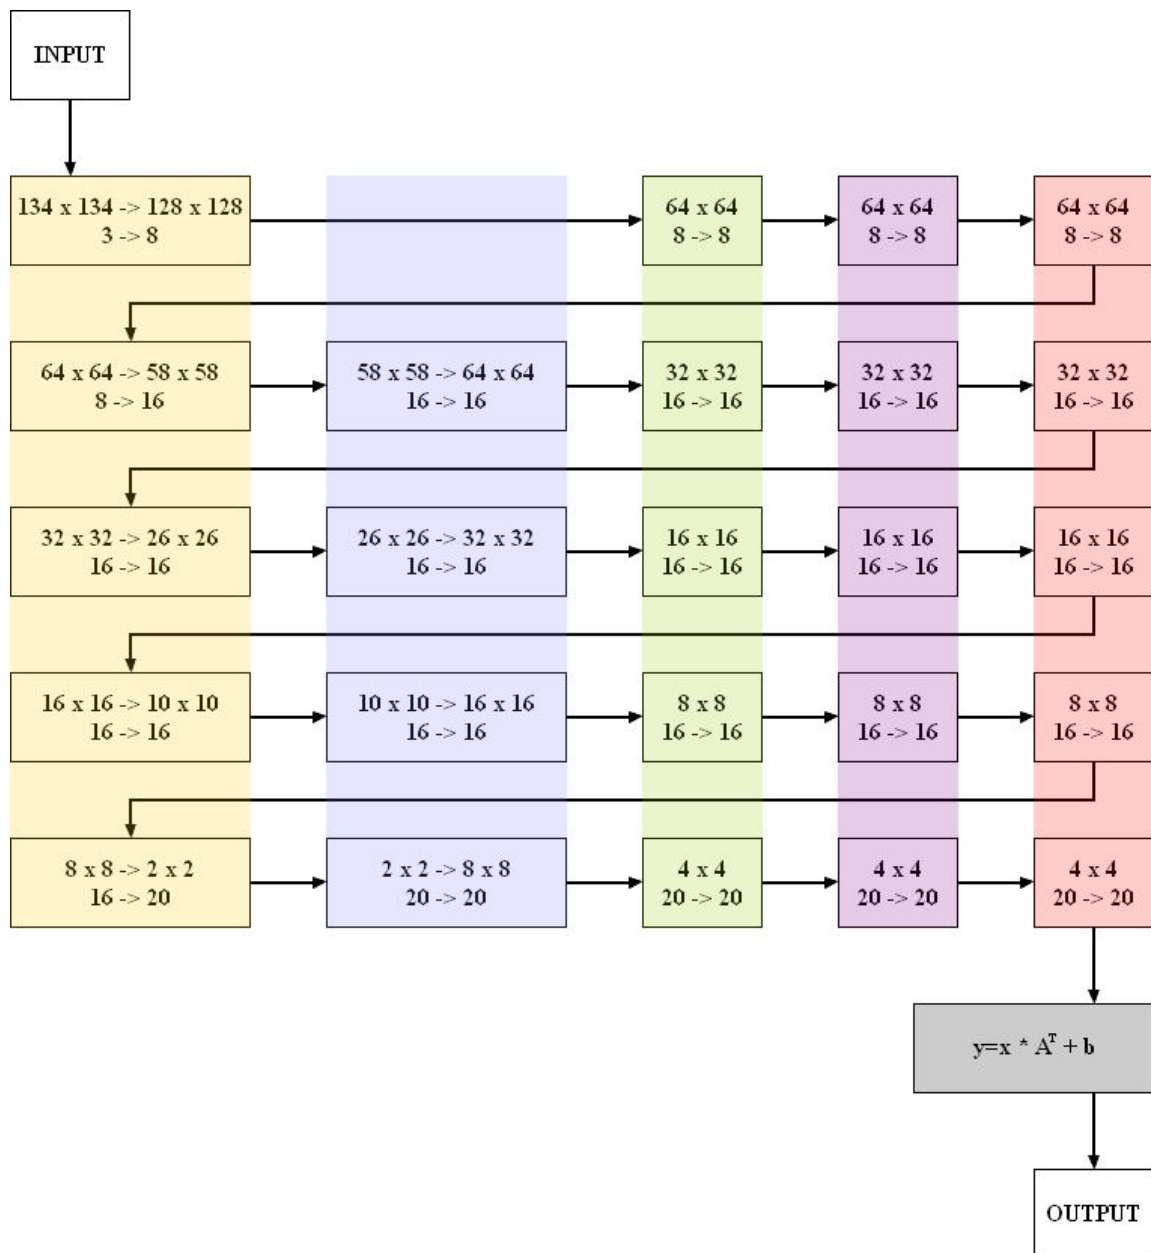 INPUT
134 x 134 -> 128 x 128
3 -> 8
64 x 64
8 -> 8
64 x 64
8 -> 8
64 x 64
8 -> 8
64 x 64 -> 58 x 58
8 -> 16
58 x 58 -> 64 x 64
16 -> 16
32 x 32
16 -> 16
32 x 32
16 -> 16
32 x 32
16 -> 16
32 x 32 -> 26 x 26
16 -> 16
26 x 26 -> 32 x 32
16 -> 16
16 x 16
16 -> 16
16 x 16
16 -> 16
16 x 16
16 -> 16
16 x 16 -> 10 x 10
16 -> 16
10 x 10 -> 16 x 16
16 -> 16
8 x 8
16 -> 16
8 x 8
16 -> 16
8 x 8
16 -> 16
8 x 8 -> 2 x 2
16 -> 20
2 x 2 -> 8 x 8
20 -> 20
4 x 4
20 -> 20
4 x 4
20 -> 20
4 x 4
20 -> 20
y=x * Aᵀ + b
OUTPUT